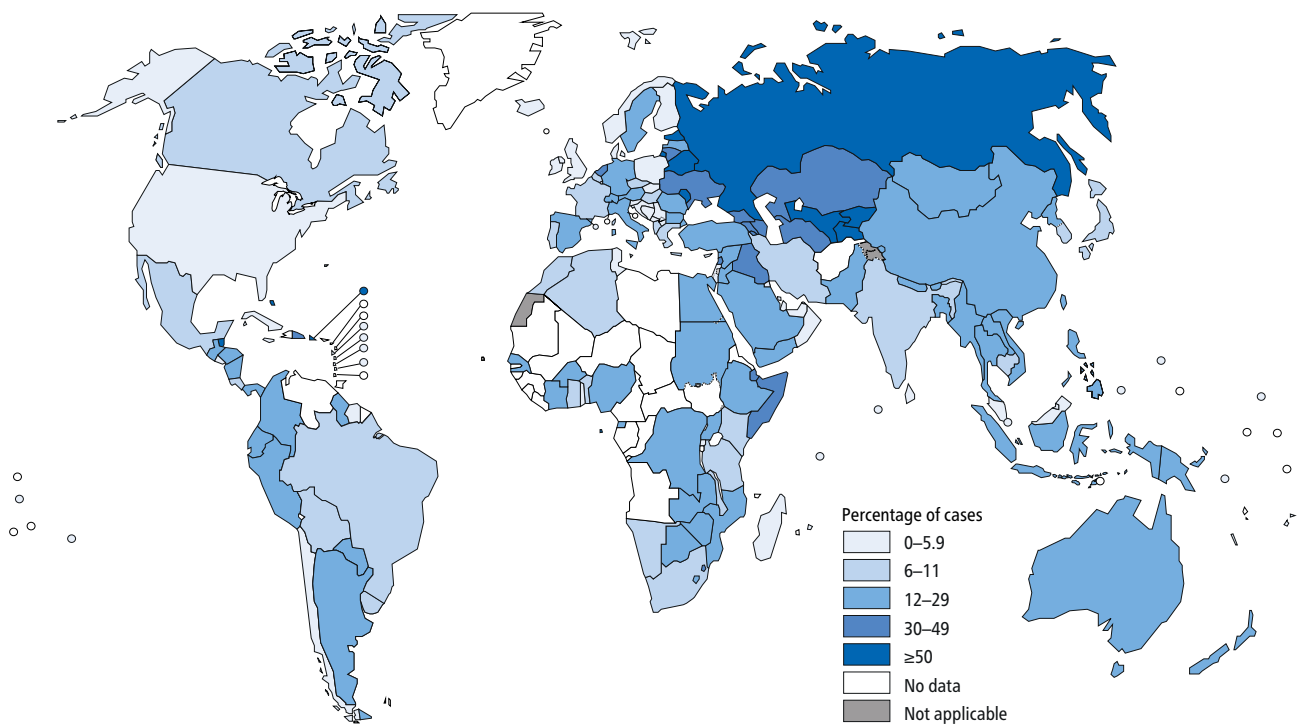 Percentage of cases
0–5.9
6–11
12–29
30–49
≥50
No data
Not applicable